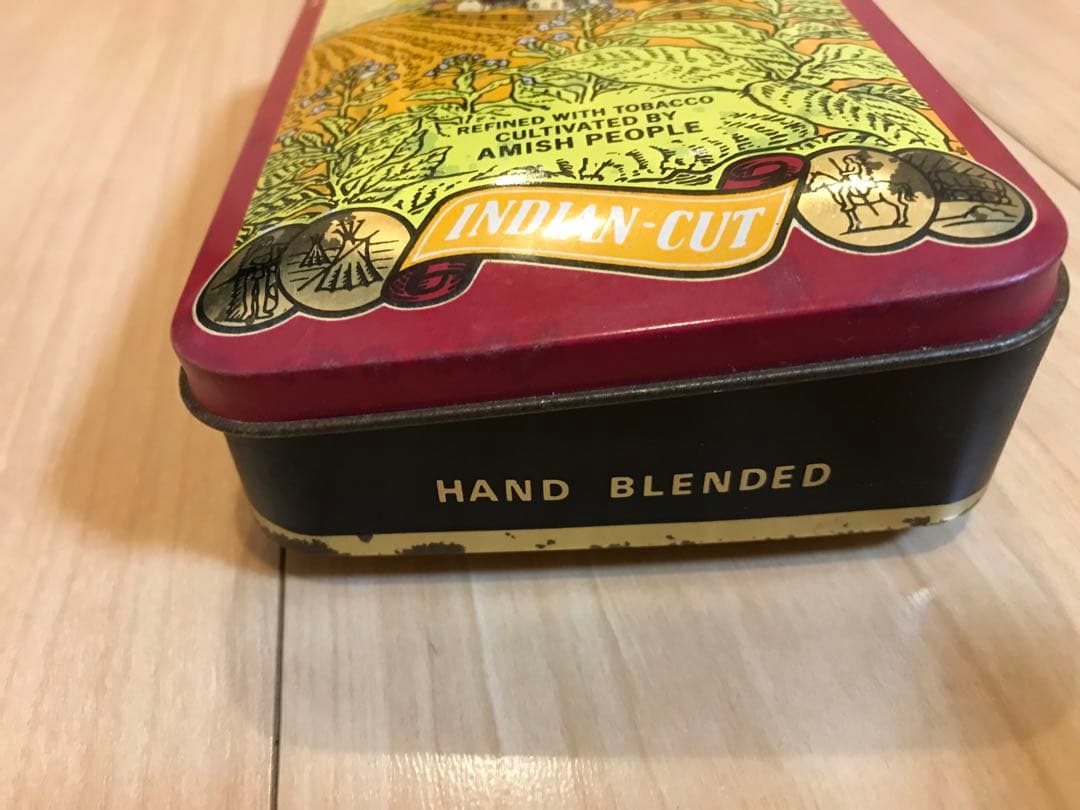 REFINED WITH TOBACCO
CULTIVATED BY
AMISH PEOPLE
INDIAN-CUT
HAND BLENDED